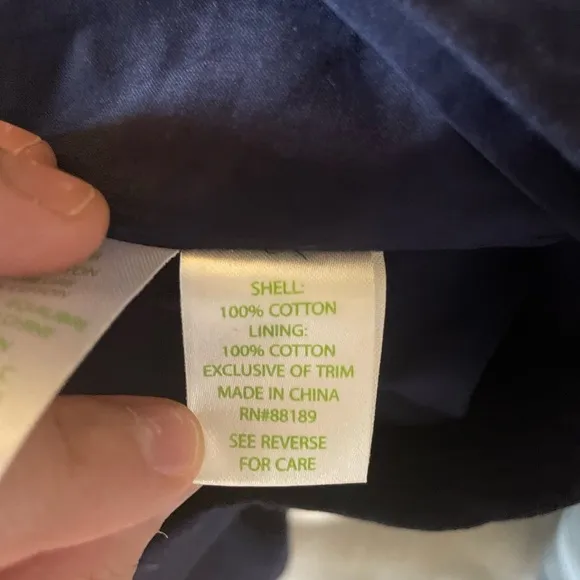 SHELL:
100% COTTON
LINING:
100% COTTON
EXCLUSIVE OF TRIM
MADE IN CHINA
RN#88189
SEE REVERSE
FOR CARE